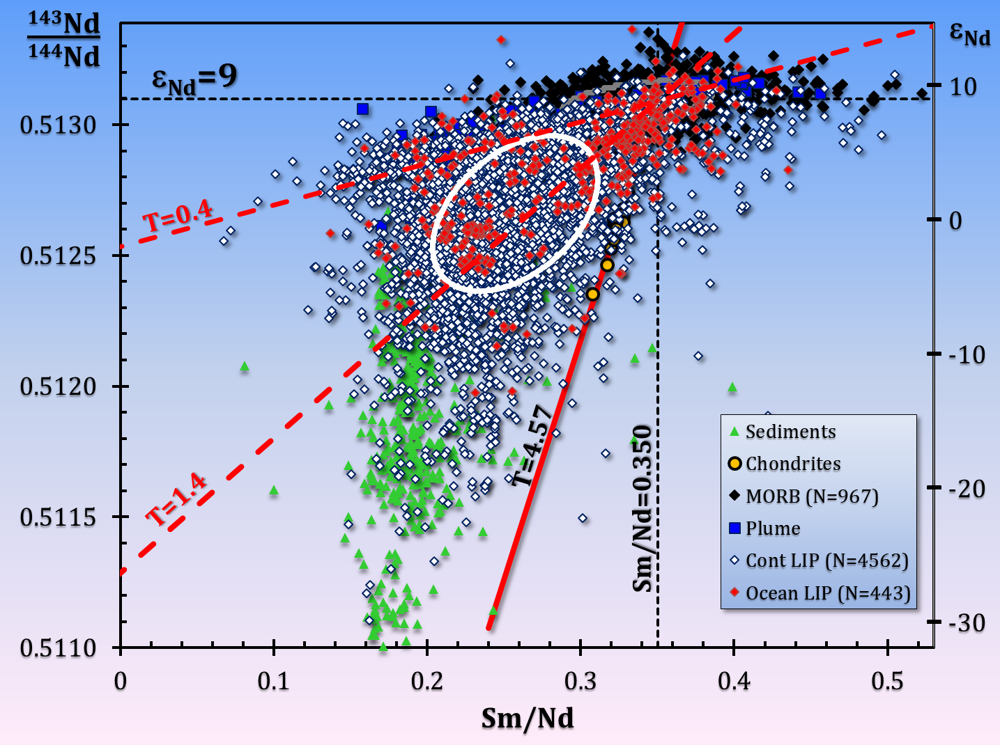 143Nd
144Nd
εNd
εNd=9
10
0.5130
T=0.4
0
0.5125
-10
0.5120
T=4.57
Sm/Nd=0.350
Sediments
Chondrites
T=1.4
-20
MORB (N=967)
0.5115
Plume
Cont LIP (N=4562)
Ocean LIP (N=443)
-30
0.5110
0
0.1
0.2
0.3
0.4
0.5
Sm/Nd